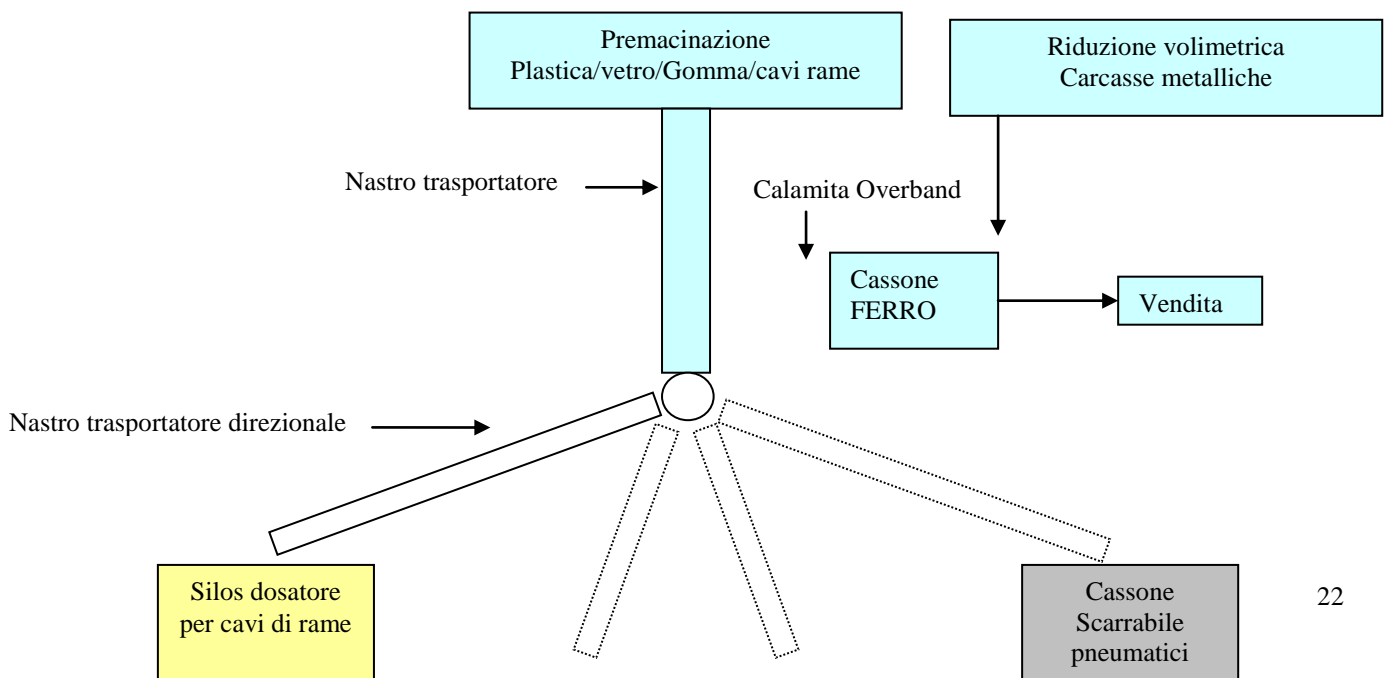 Premacinazione
Plastica/vetro/Gomma/cavi rame
Riduzione volimetrica
Carcasse metalliche
Nastro trasportatore
Calamita Overband
Cassone
FERRO
Vendita
Nastro trasportatore direzionale
Silos dosatore
per cavi di rame
Cassone
Scarrabile
pneumatici
22